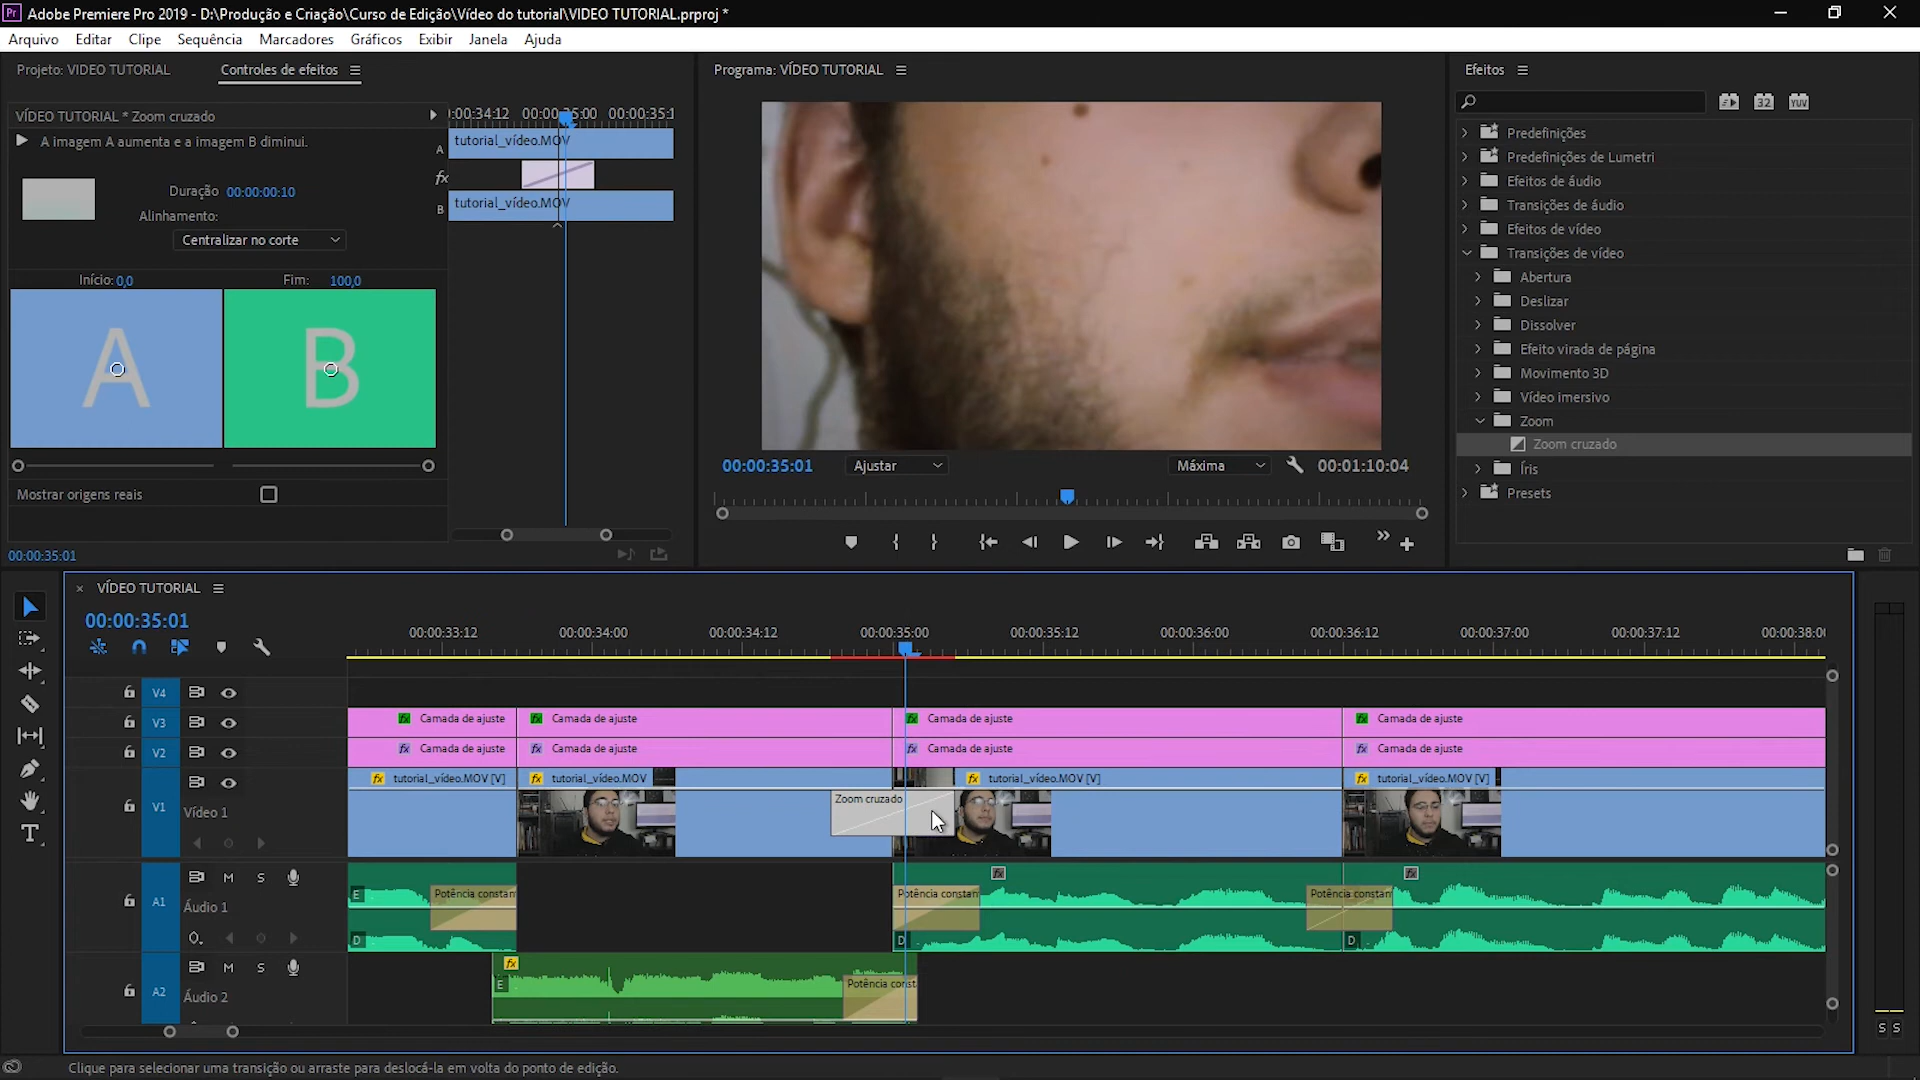 Adobe Premiere Pro 2019 - D:\Produção e Criação\Curso de Edição\Vídeo do tutorial\VIDEO TUTORIAL.prproj *
Arquivo Editar Clipe Sequência Marcadores Gráficos Exibir Janela Ajuda
Projeto: VIDEO TUTORIAL
Controles de efeitos
VÍDEO TUTORIAL * Zoom cruzado
A imagem A aumenta e a imagem B diminui.
Duração 00:00:00:10
Alinhamento:
Centralizar no corte
Início: 0,0
Fim: 100,0
A
B
Mostrar origens reais
00:00:35:01
:00:34:12 00:00:35:00 00:00:35:1
A tutorial_vídeo.MOV
fx
B tutorial_vídeo.MOV
Programa: VÍDEO TUTORIAL
00:00:35:01
Ajustar
Máxima
00:01:10:04
Efeitos
32
YUV
Predefinições
Predefinições de Lumetri
Efeitos de áudio
Transições de áudio
Efeitos de vídeo
Transições de vídeo
Abertura
Deslizar
Dissolver
Efeito virada de página
Movimento 3D
Vídeo imersivo
Zoom
Zoom cruzado
Íris
Presets
VÍDEO TUTORIAL
00:00:35:01
00:00:33:12 00:00:34:00 00:00:34:12 00:00:35:00 00:00:35:12 00:00:36:00 00:00:36:12 00:00:37:00 00:00:37:12 00:00:38:0
V4
V3
fx Camada de ajuste fx Camada de ajuste fx Camada de ajuste fx Camada de ajuste
V2
fx Camada de ajuste fx Camada de ajuste fx Camada de ajuste fx Camada de ajuste
fx tutorial_vídeo.MOV [V] fx tutorial_vídeo.MOV fx tutorial_vídeo.MOV [V] fx tutorial_vídeo.MOV [V]
V1
Vídeo 1
Zoom cruzado
M S
fx fx
A1
Áudio 1
E Potência constan Potência constan Potência constan
D D D
M S
fx
A2
Áudio 2
E Potência const
S S
Clique para selecionar uma transição ou arraste para deslocá-la em volta do ponto de edição.